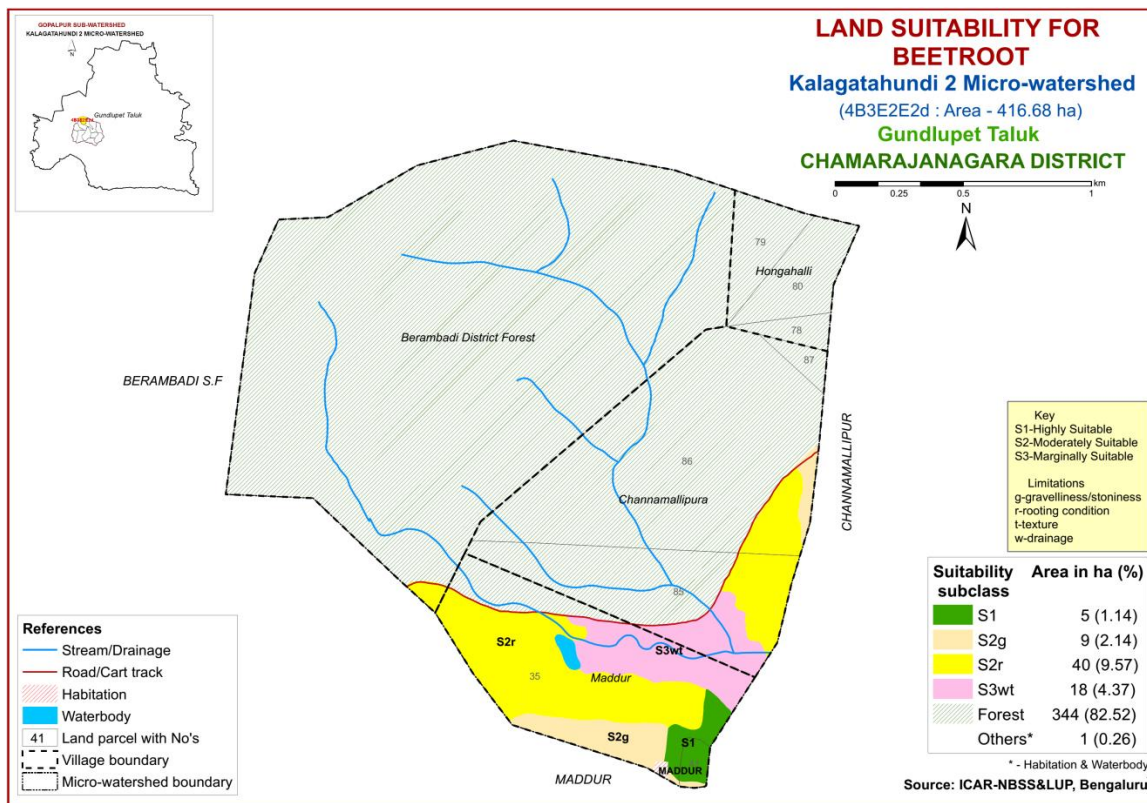 GOPALPUR SUB-WATERSHED
KALAGATAHUNDI 2 MICRO-WATERSHED
N
Gundlupet Taluk
LAND SUITABILITY FOR
BEETROOT
Kalagatahundi 2 Micro-watershed
(4B3E2E2d : Area - 416.68 ha)
Gundlupet Taluk
CHAMARAJANAGARA DISTRICT
0 0.25 0.5 1 km
N
79
Hongahalli
80
78
87
Berambadi District Forest
BERAMBADI S.F
86
Channamallipura
CHANNAMALLIPUR
85
S2r
S3wt
35
Maddur
S2g
S1
MADDUR
MADDUR
Key
S1-Highly Suitable
S2-Moderately Suitable
S3-Marginally Suitable
Limitations
g-gravelliness/stoniness
r-rooting condition
t-texture
w-drainage
Suitability Area in ha (%)
subclass
S1 5 (1.14)
S2g 9 (2.14)
S2r 40 (9.57)
S3wt 18 (4.37)
Forest 344 (82.52)
Others* 1 (0.26)
* - Habitation & Waterbody
Source: ICAR-NBSS&LUP, Bengaluru
References
Stream/Drainage
Road/Cart track
Habitation
Waterbody
41 Land parcel with No's
Village boundary
Micro-watershed boundary